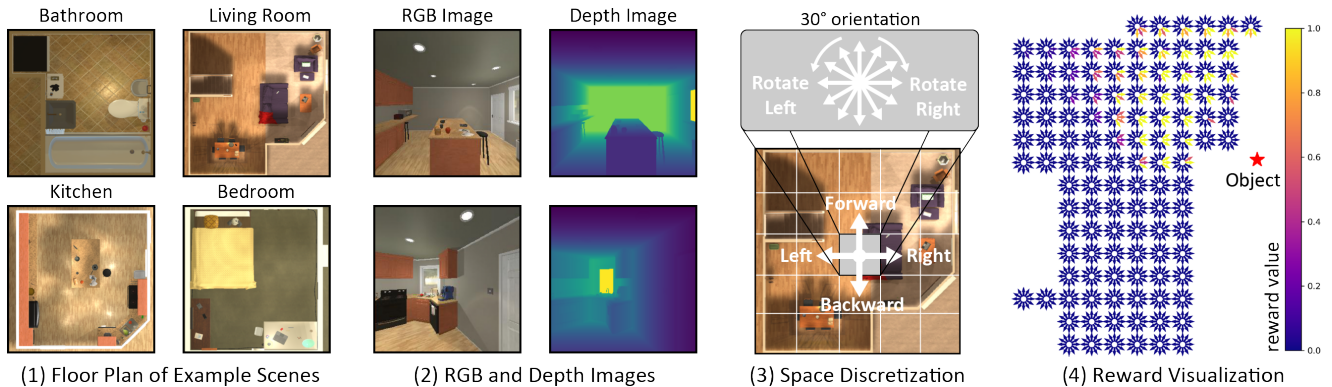 Bathroom
Living Room
RGB Image
Depth Image
Kitchen
Bedroom
30° orientation
Rotate
Left
Rotate
Right
Forward
Left
Right
Backward
Object
reward value
1.0
0.8
0.6
0.4
0.2
0.0
(1) Floor Plan of Example Scenes
(2) RGB and Depth Images
(3) Space Discretization
(4) Reward Visualization